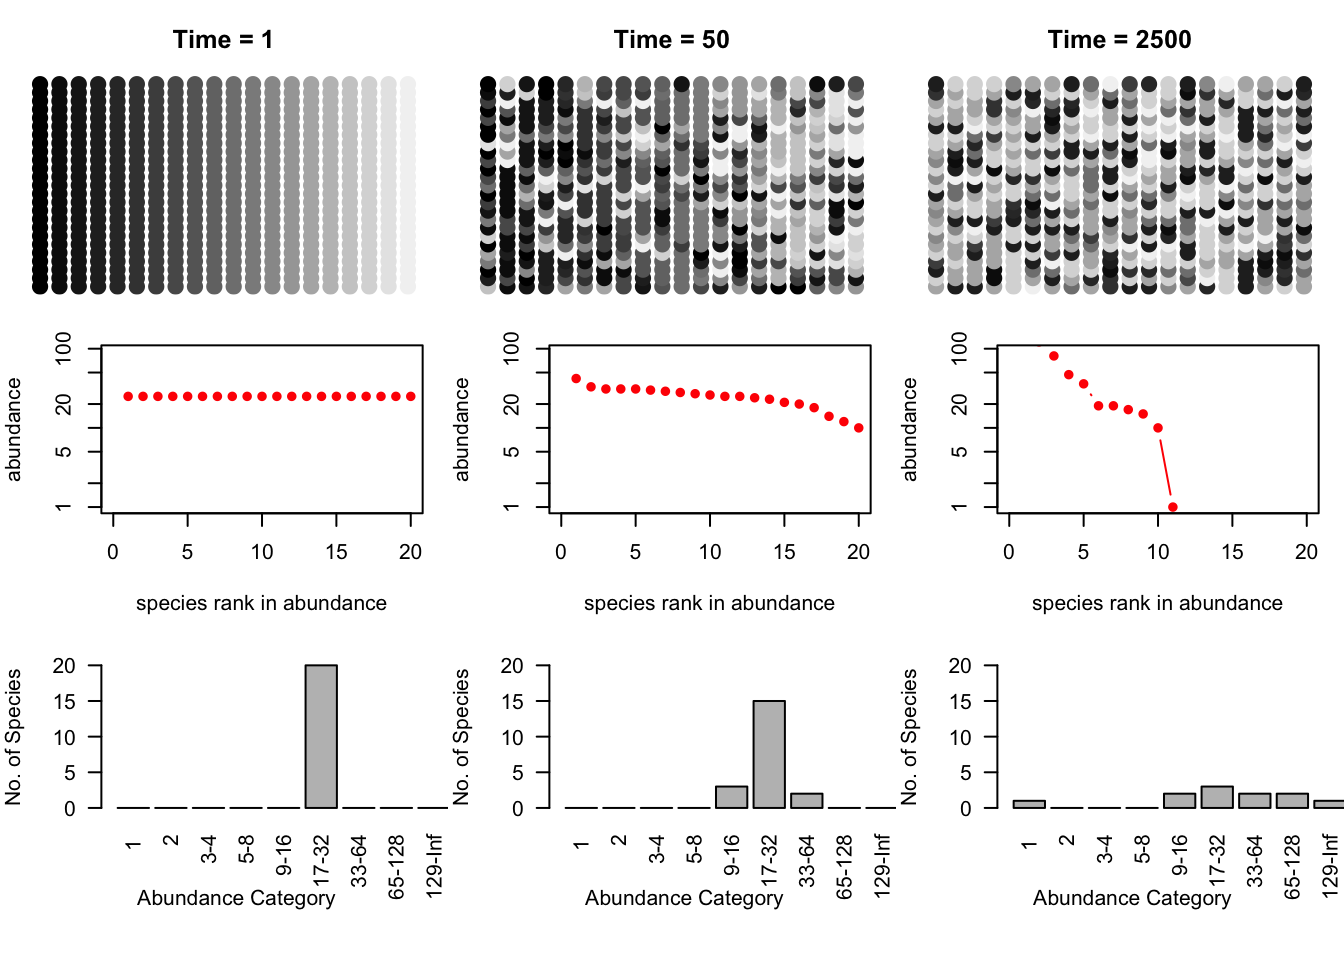 Time = 1
Time = 50
Time = 2500
abundance
100
20
5
1
0 5 10 15 20
species rank in abundance
abundance
100
20
5
1
0 5 10 15 20
species rank in abundance
abundance
100
20
5
1
0 5 10 15 20
species rank in abundance
No. of Species
20
15
10
5
0
1 2 3-4 5-8 9-16 17-32 33-64 65-128 129-Inf
Abundance Category
No. of Species
20
15
10
5
0
1 2 3-4 5-8 9-16 17-32 33-64 65-128 129-Inf
Abundance Category
No. of Species
20
15
10
5
0
1 2 3-4 5-8 9-16 17-32 33-64 65-128 129-Inf
Abundance Category